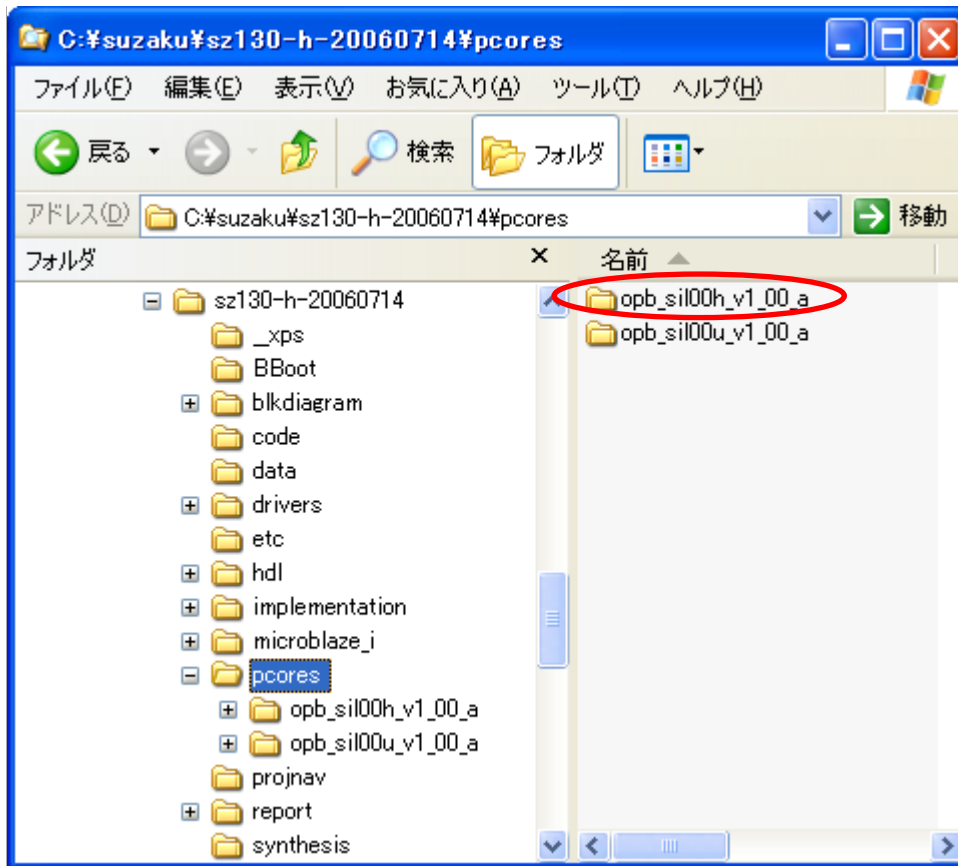 C:¥suzaku¥sz130-h-20060714¥pcores
ファイル(F) 編集(E) 表示(V) お気に入り(A) ツール(T) ヘルプ(H)
戻る 検索 フォルダ
アドレス(D) C:¥suzaku¥sz130-h-20060714¥pcores 移動
フォルダ
sz130-h-20060714
_xps
BBoot
blkdiagram
code
data
drivers
etc
hdl
implementation
microblaze_i
pcores
opb_sil00h_v1_00_a
opb_sil00u_v1_00_a
projnav
report
synthesis
名前
opb_sil00h_v1_00_a
opb_sil00u_v1_00_a